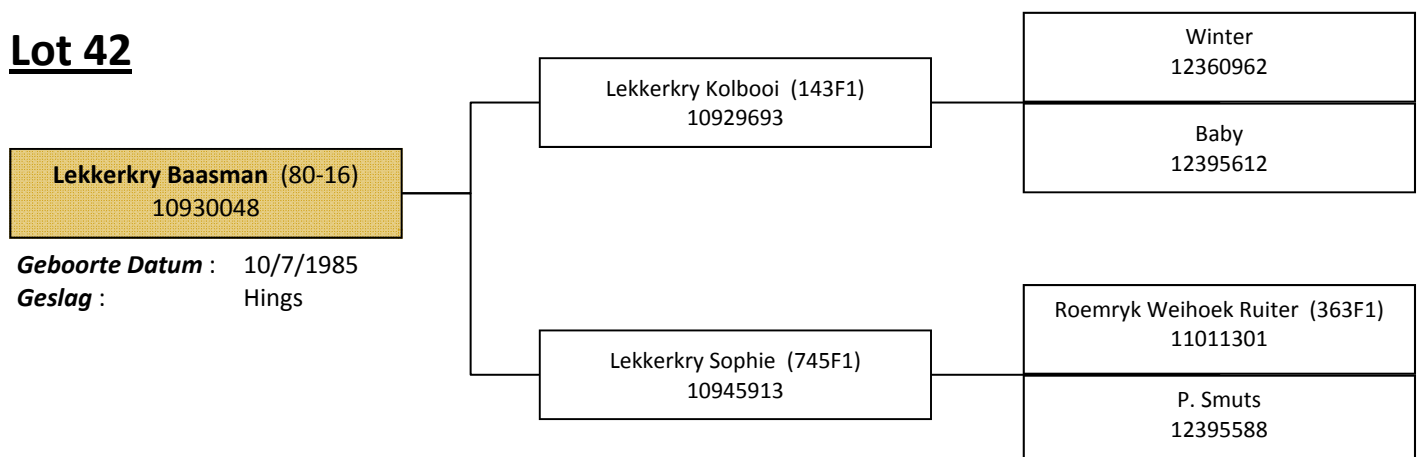 Lot 42
Lekkerkry Baasman (80-16)
10930048
Geboorte Datum : 10/7/1985
Geslag : Hings
Lekkerkry Kolbooi (143F1)
10929693
Lekkerkry Sophie (745F1)
10945913
Winter
12360962
Baby
12395612
Roemryk Weihoek Ruiter (363F1)
11011301
P. Smuts
12395588